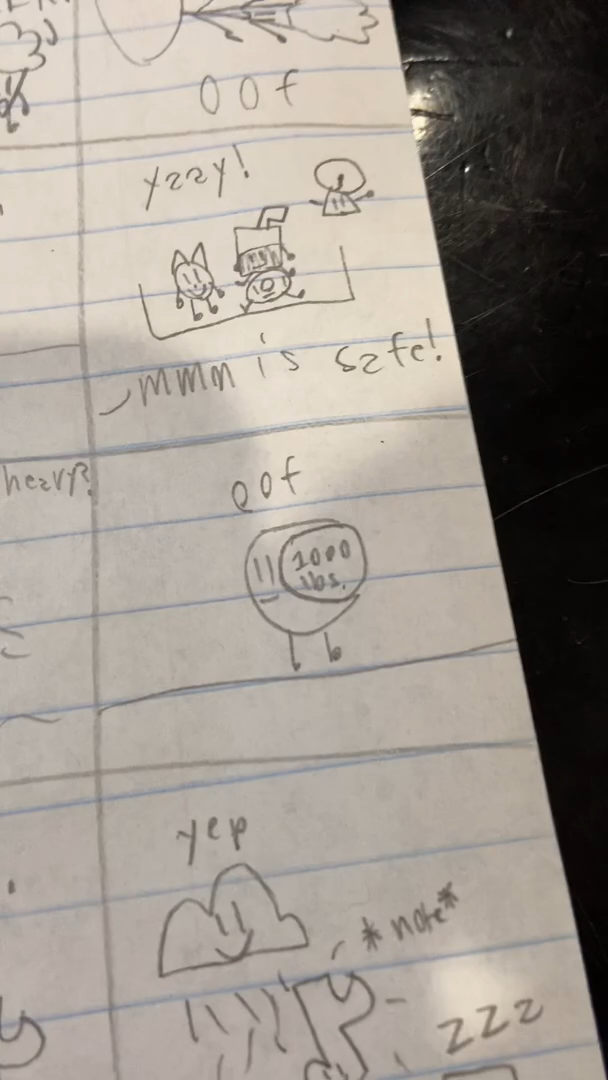 oof
yzzy!
mmm
mmm is szfe!
hezvy?
oof
1000
lbs.
yep
*note*
zzz